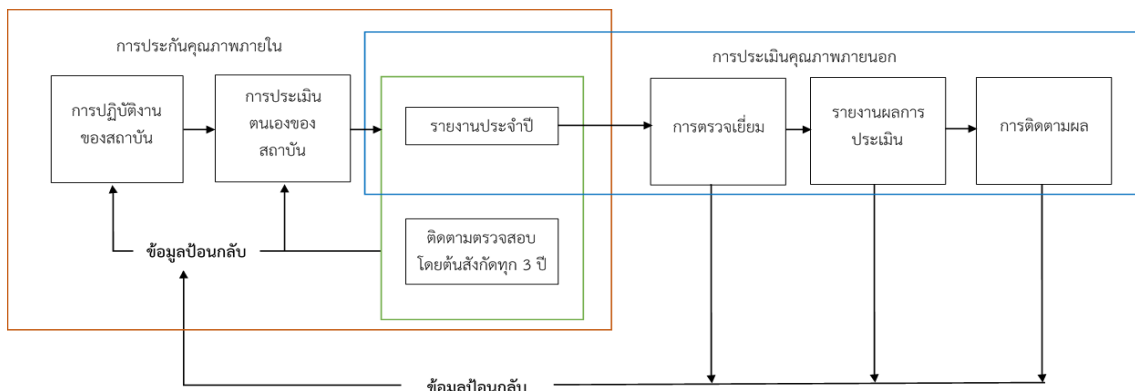 การประกันคุณภาพภายใน
การประเมินคุณภาพภายนอก
การปฏิบัติงาน
ของสถาบัน
การประเมิน
ตนเองของ
สถาบัน
รายงานประจำปี
การตรวจเยี่ยม
รายงานผลการ
ประเมิน
การติดตามผล
ติดตามตรวจสอบ
โดยต้นสังกัดทุก 3 ปี
ข้อมูลป้อนกลับ
ข้อมูลป้อนกลับ